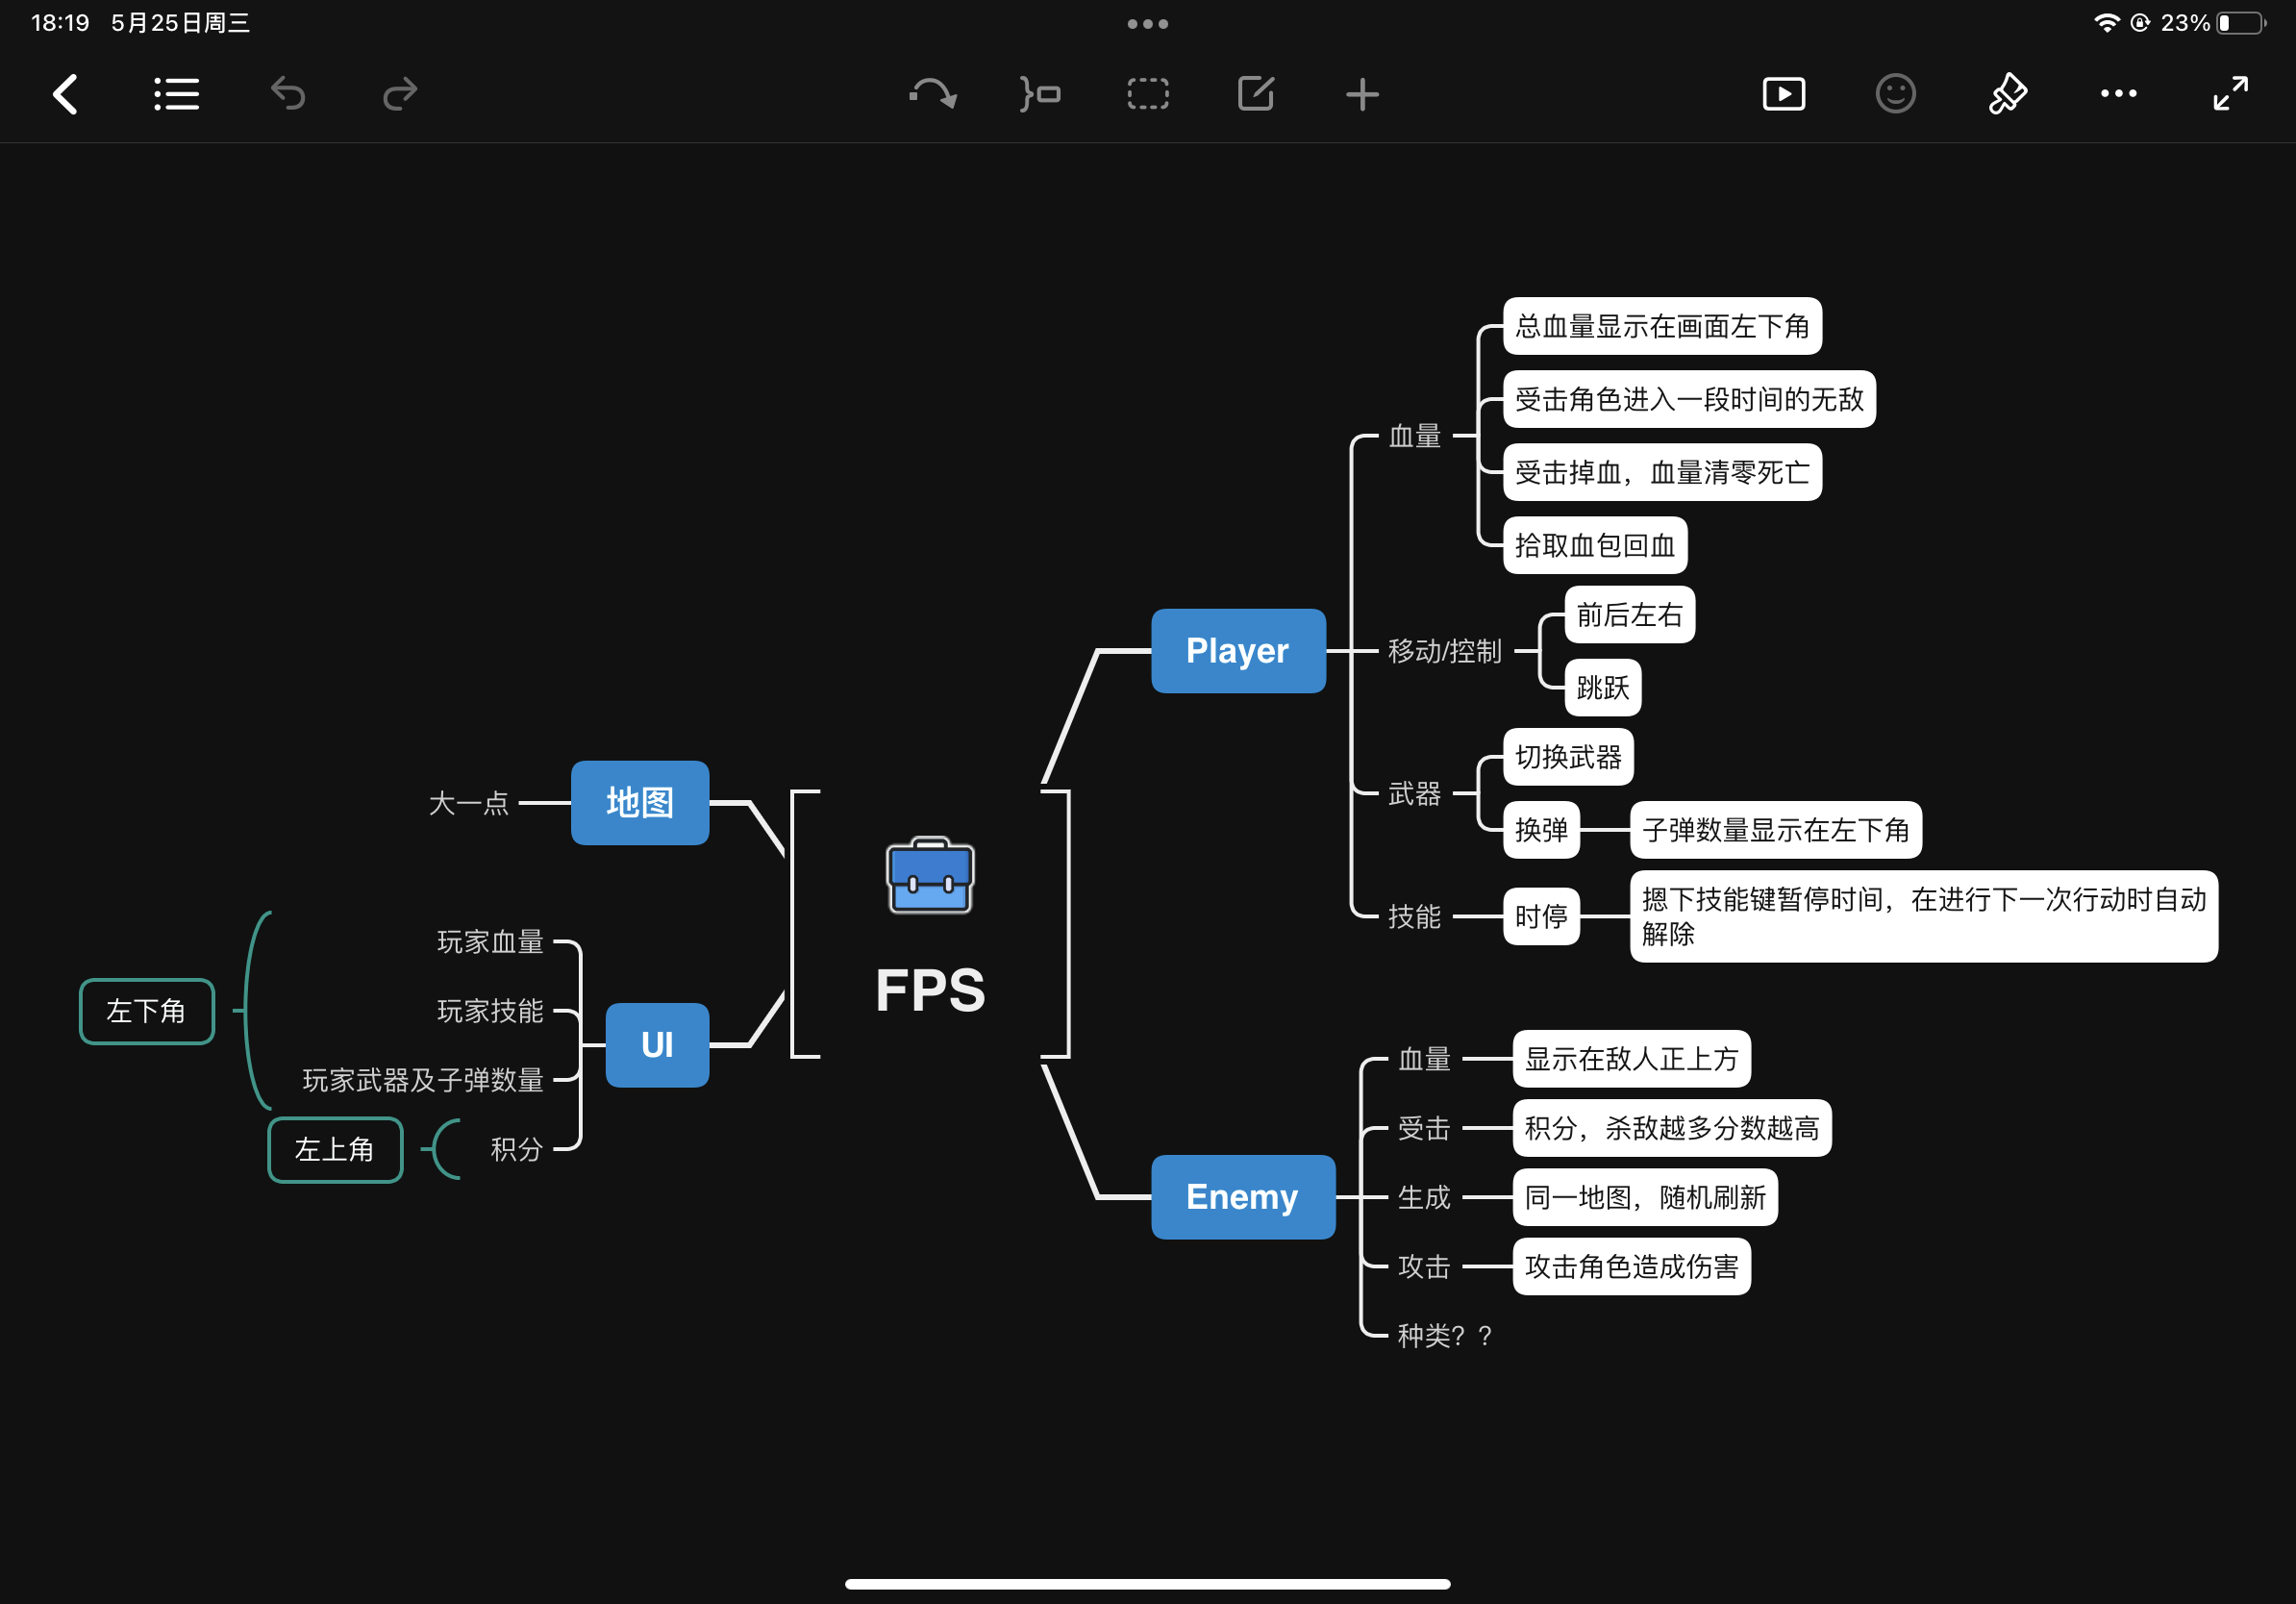 18:19 5月25日周三
23%
总血量显示在画面左下角
受击角色进入一段时间的无敌
血量
受击掉血，血量清零死亡
拾取血包回血
前后左右
Player
移动/控制
跳跃
切换武器
武器
换弹
子弹数量显示在左下角
技能
时停
摁下技能键暂停时间，在进行下一次行动时自动
解除
大一点
地图
FPS
玩家血量
左下角
玩家技能
UI
玩家武器及子弹数量
左上角
积分
血量
显示在敌人正上方
受击
积分，杀敌越多分数越高
Enemy
生成
同一地图，随机刷新
攻击
攻击角色造成伤害
种类？？